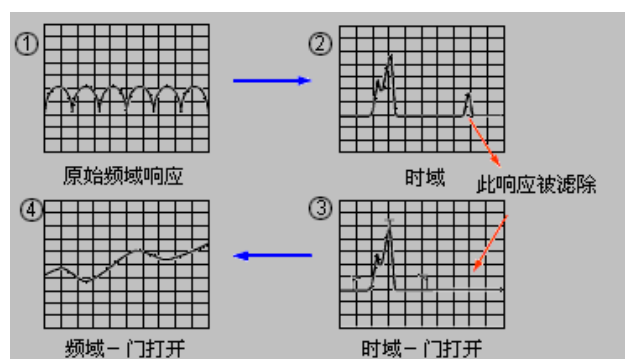 ①
②
原始频域响应
时域
此响应被滤除
④
③
频域－门打开
时域－门打开